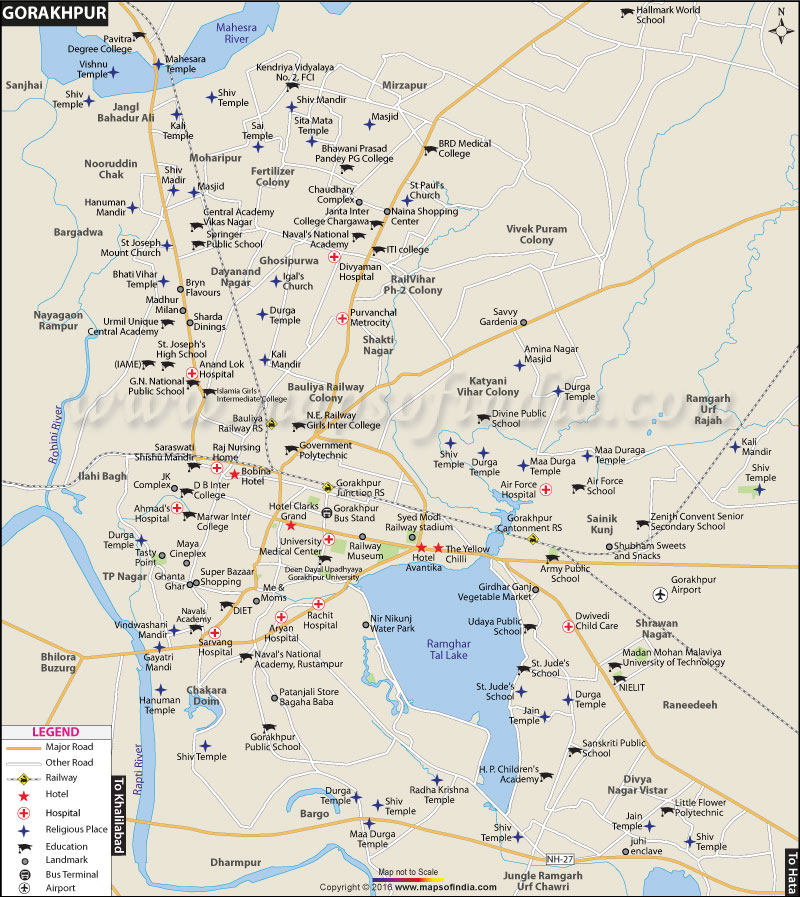 GORAKHPUR
Pavitra
Degree College
Mahesra
River
Hallmark World
School
N
Vishnu
Temple
Mahesara
Temple
Kendriya Vidyalaya
No. 2, FCI
Mirzapur
Sanjhai
Shiv
Temple
Jangl
Bahadur Ali
Shiv
Temple
Shiv Mandir
Kali
Temple
Sai
Temple
Sita Mata
Temple
Masjid
Bhawani Prasad
Pandey PG College
BRD Medical
College
Nooruddin
Chak
Moharipur
Shiv
Madir
Masjid
Fertilizer
Colony
Chaudhary
Complex
St Paul's
Church
Hanuman
Mandir
Central Academy
Vikas Nagar
Janta Inter
College Chargawa
Naina Shopping
Center
Bargadwa
Springer
Public School
Naval's National
Academy
Vivek Puram
Colony
St Joseph
Mount Church
ITI college
Ghosipurwa
Divyaman
Hospital
Dayanand
Nagar
Bhati Vihar
Temple
Igal's
Church
RailVihar
Ph-2 Colony
Bryn
Flavours
Madhur
Milan
Nayagaon
Rampur
Durga
Temple
Purvanchal
Metrocity
Savvy
Gardenia
Urmil Unique
Central Academy
Sharda
Dinings
Shakti
Nagar
St. Joseph's
High School
Kali
Mandir
Amina Nagar
Masjid
(IAME)
Anand Lok
Hospital
G.N. National
Public School
Islamia Girls
Intermediate College
Bauliya Railway
Colony
Katyani
Vihar Colony
Durga
Temple
www.mapsofindia.com
Ramgarh
Urf
Rajah
Rohini River
Bauliya
Railway RS
N.E. Railway
Girls Inter College
Divine Public
School
Saraswati
Shishu Mandir
Raj Nursing
Home
Government
Polytechnic
Kali
Mandir
Shiv
Temple
Durga
Temple
Maa Durga
Temple
Maa Duraga
Temple
Ilahi Bagh
Bobina
Hotel
JK
Complex
D B Inter
College
Gorakhpur
Junction RS
Air Force
Hospital
Air Force
School
Shiv
Temple
Ahmad's
Hospital
Marwar Inter
College
Hotel Clarks
Grand
Gorakhpur
Bus Stand
Syed Modi
Railway stadium
Gorakhpur
Cantonment RS
Sainik
Kunj
Zenith Convent Senior
Secondary School
Durga
Temple
Tasty
Point
Maya
Cineplex
University
Medical Center
Railway
Museum
Hotel
Avantika
The Yellow
Chilli
Shubham Sweets
and Snacks
Army Public
School
TP Nagar
Ghanta
Ghar
Super Bazaar
Shopping
Deen Dayal Upadhyaya
Gorakhpur University
Me &
Moms
Girdhar Ganj
Vegetable Market
Gorakhpur
Airport
Navals
Academy
DIET
Vindwashani
Mandir
Sarvang
Hospital
Aryan
Hospital
Rachit
Hospital
Nir Nikunj
Water Park
Udaya Public
School
Dwivedi
Child Care
Shrawan
Nagar
Bhilora
Buzurg
Gayatri
Mandi
Naval's National
Academy, Rustampur
Ramghar
Tal Lake
St. Jude's
School
Madan Mohan Malaviya
University of Technology
NIELIT
Hanuman
Temple
Chakara
Doim
Patanjali Store
Bagaha Baba
St. Jude's
School
Durga
Temple
Raneedeeh
Jain
Temple
LEGEND
Major Road
Other Road
Railway
Hotel
Hospital
Religious Place
Education
Landmark
Bus Terminal
Airport
Rapti River
To Khalilabad
Shiv Temple
Gorakhpur
Public School
Sanskriti Public
School
H. P. Children's
Academy
Divya
Nagar Vistar
Durga
Temple
Shiv
Temple
Radha Krishna
Temple
Little Flower
Polytechnic
Bargo
Maa Durga
Temple
Shiv
Temple
Jain
Temple
Shiv
Temple
juhi
enclave
Dharmpur
NH-27
To Hata
Jungle Ramgarh
Urf Chawri
Map not to Scale
Copyright © 2016 www.mapsofindia.com